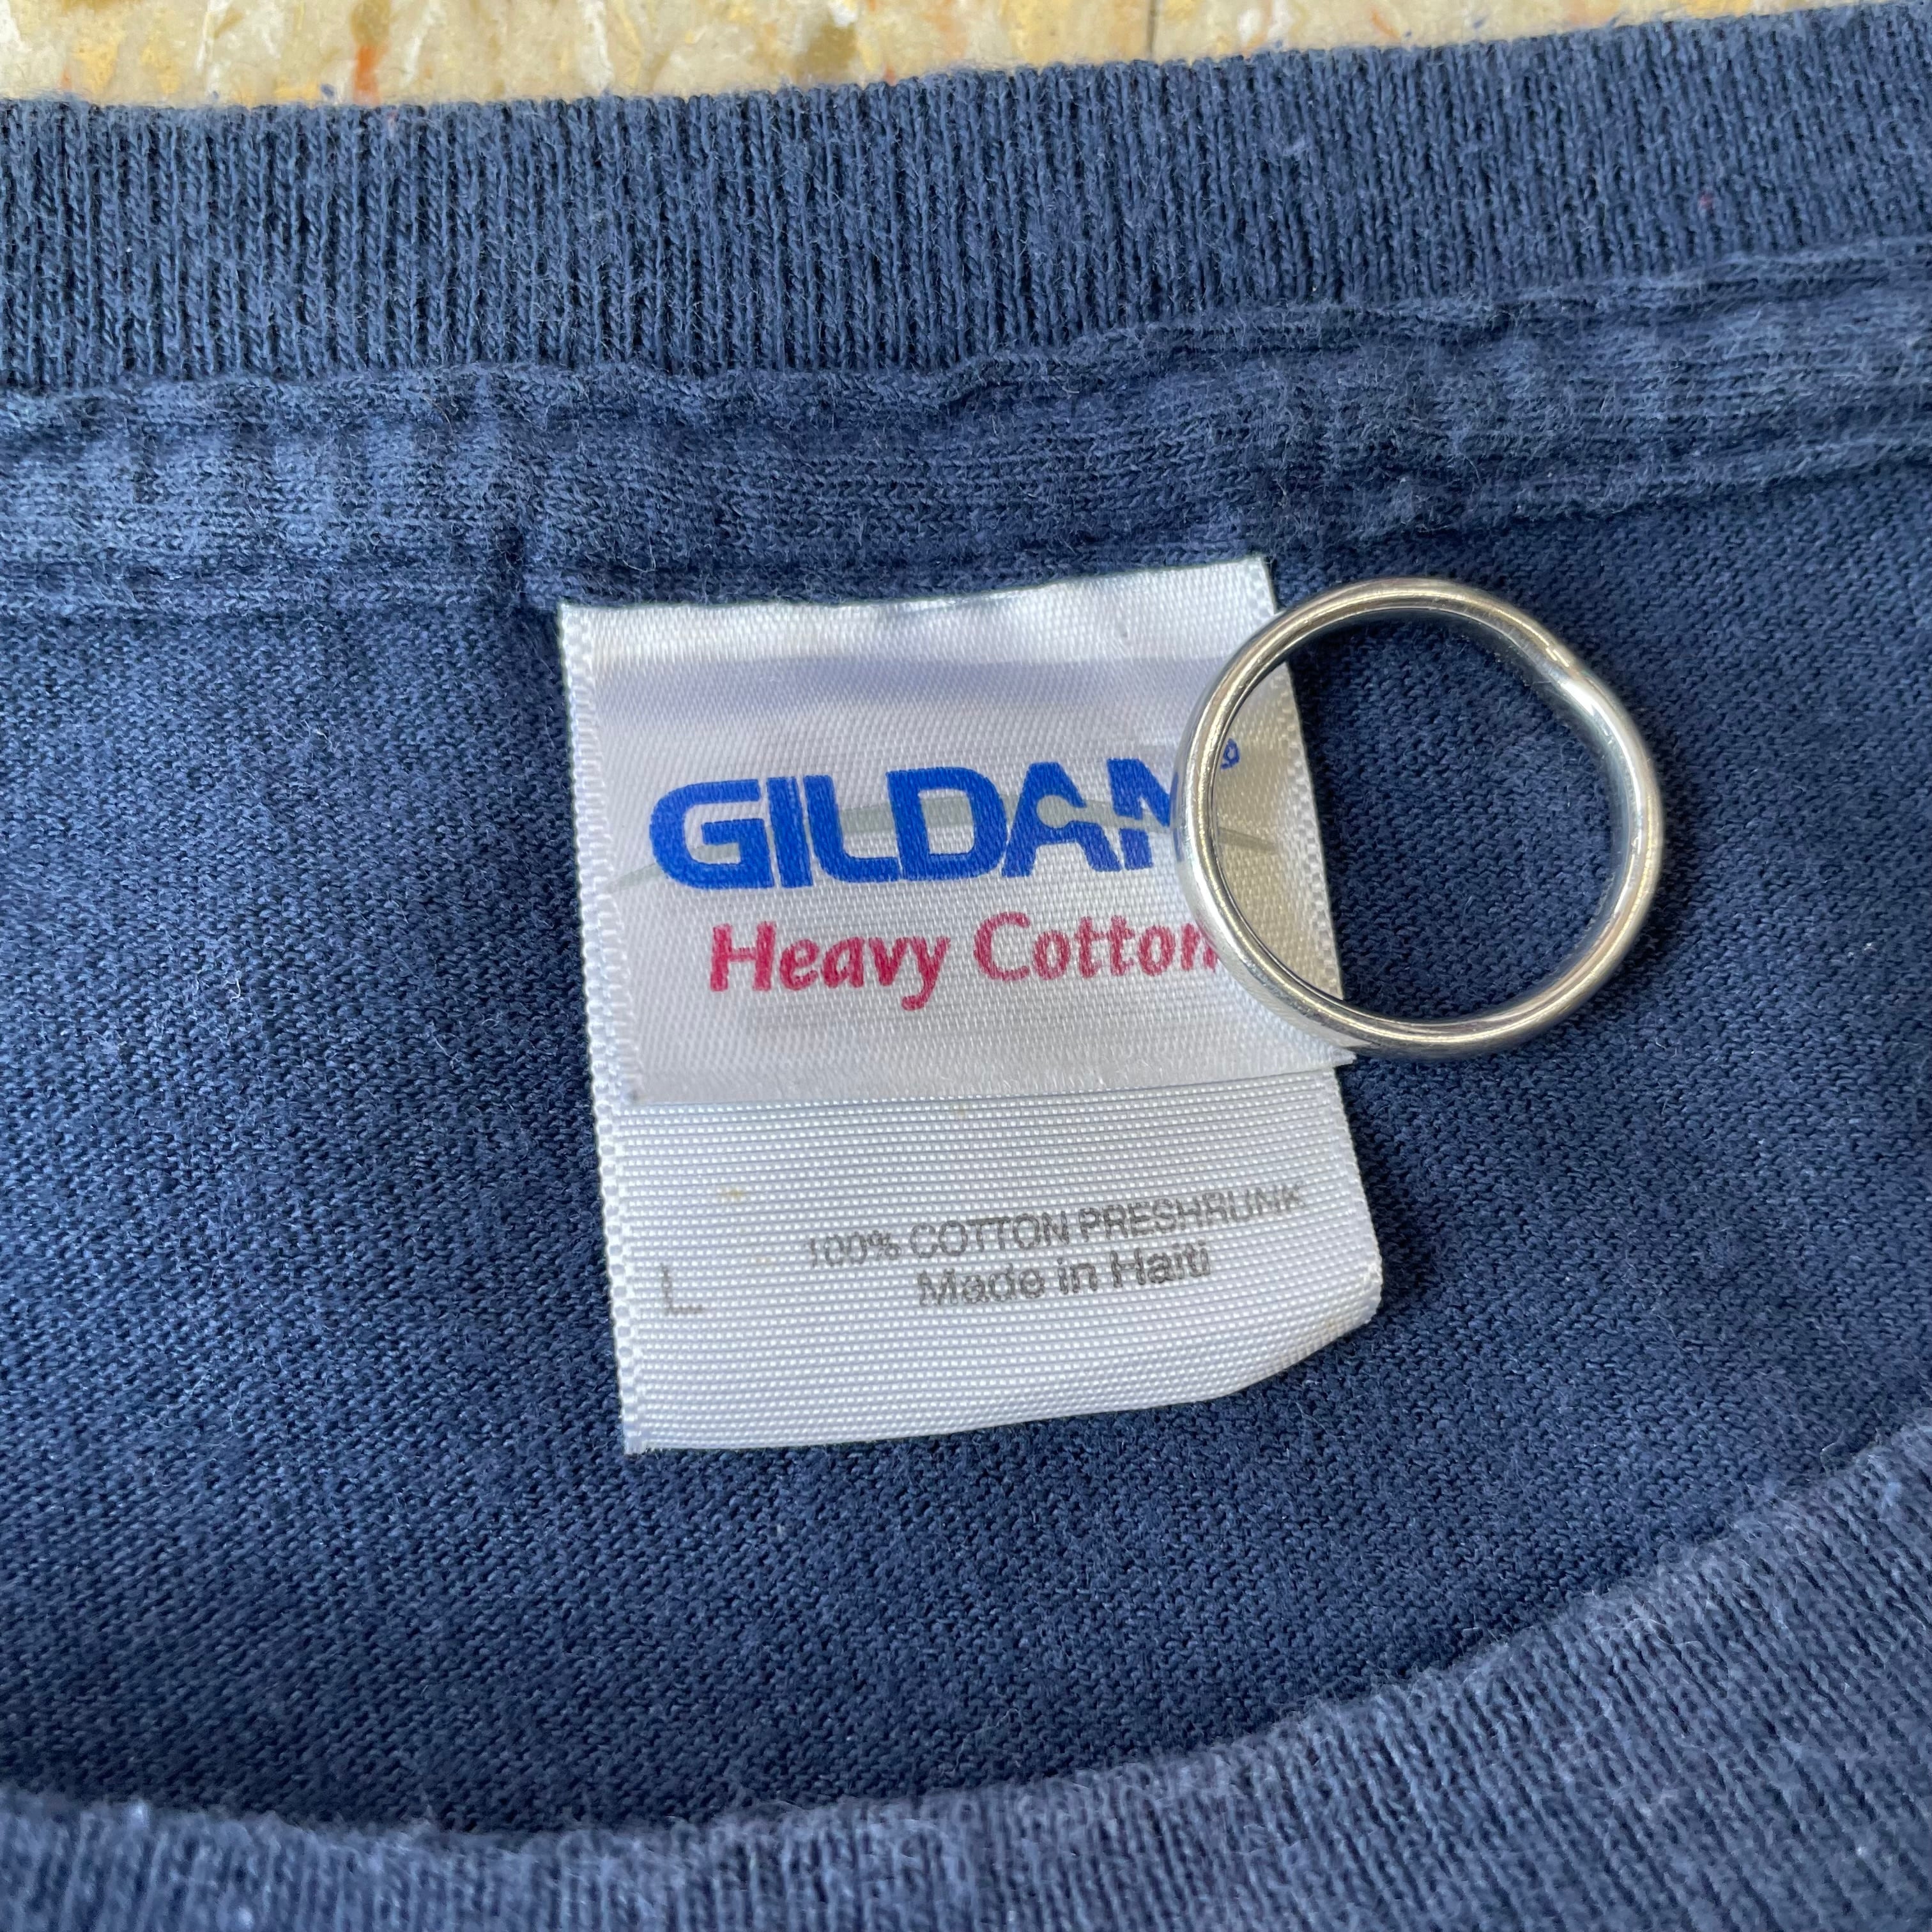 GILDAN®
Heavy Cotton
100% COTTON PRESHRUNK
L Made in Haiti